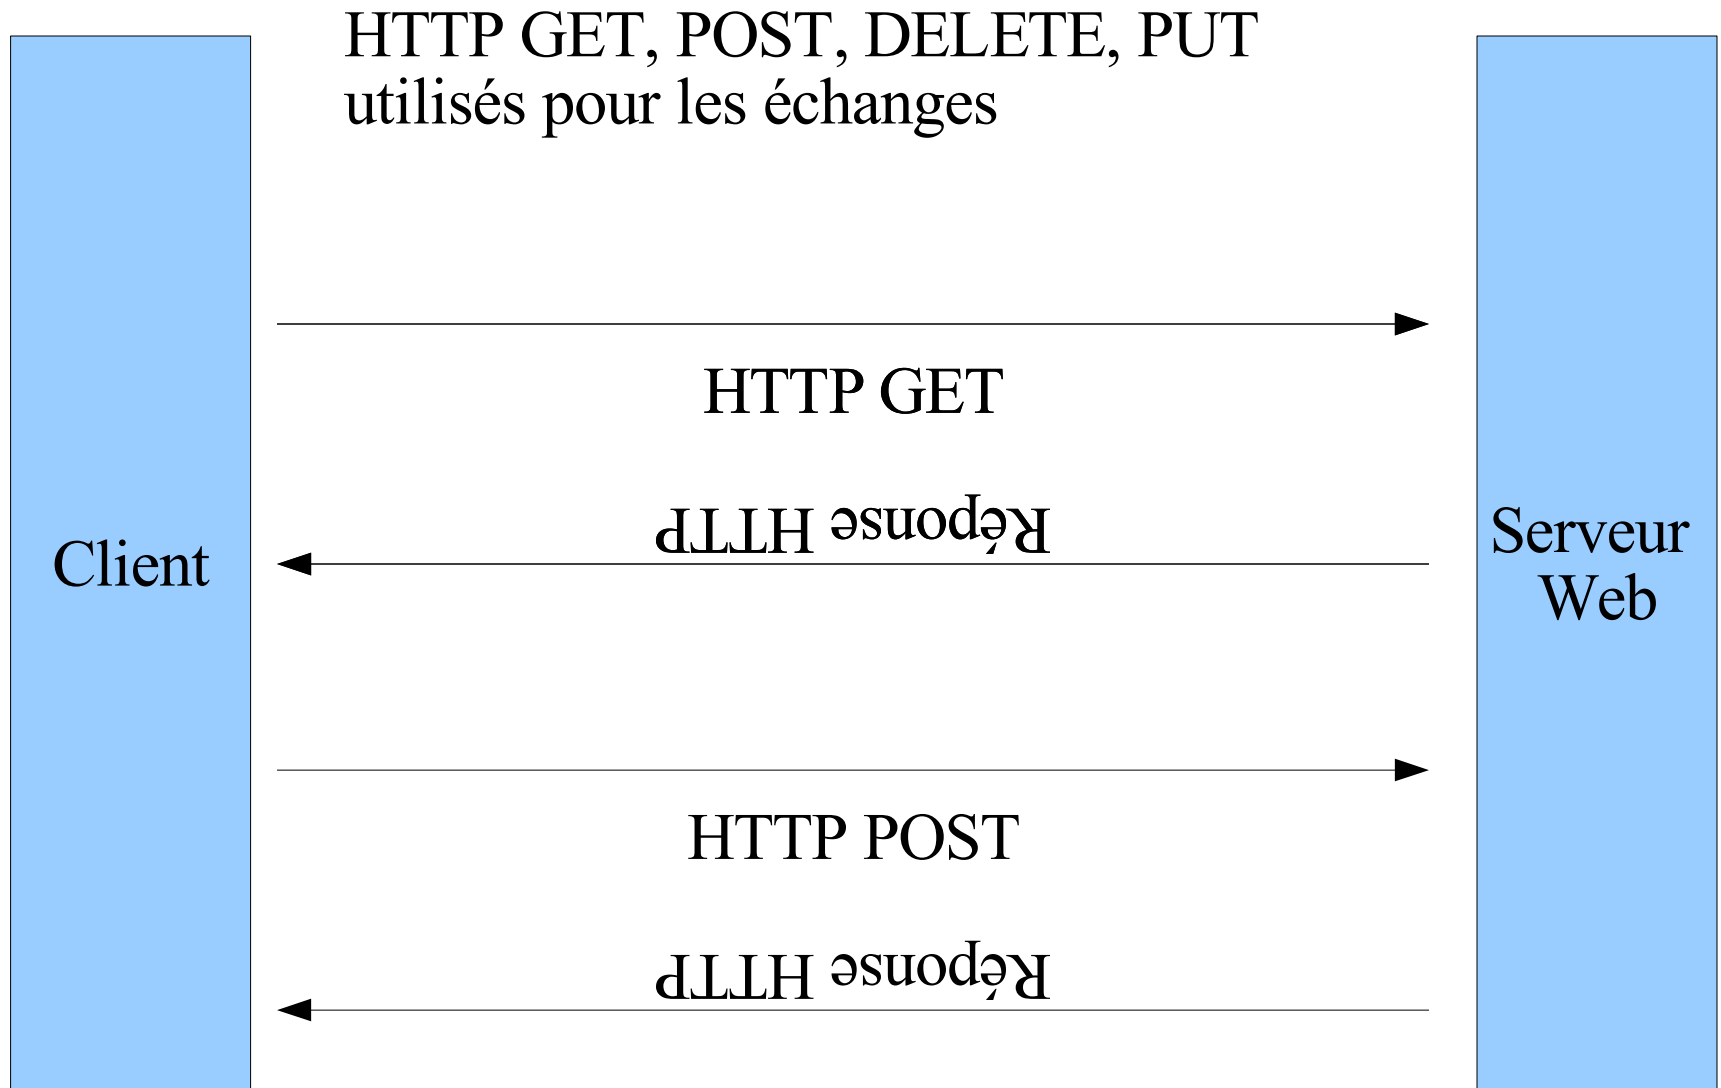 HTTP GET, POST, DELETE, PUT
utilisés pour les échanges
HTTP GET
Réponse HTTP
Client
Serveur
Web
HTTP POST
Réponse HTTP